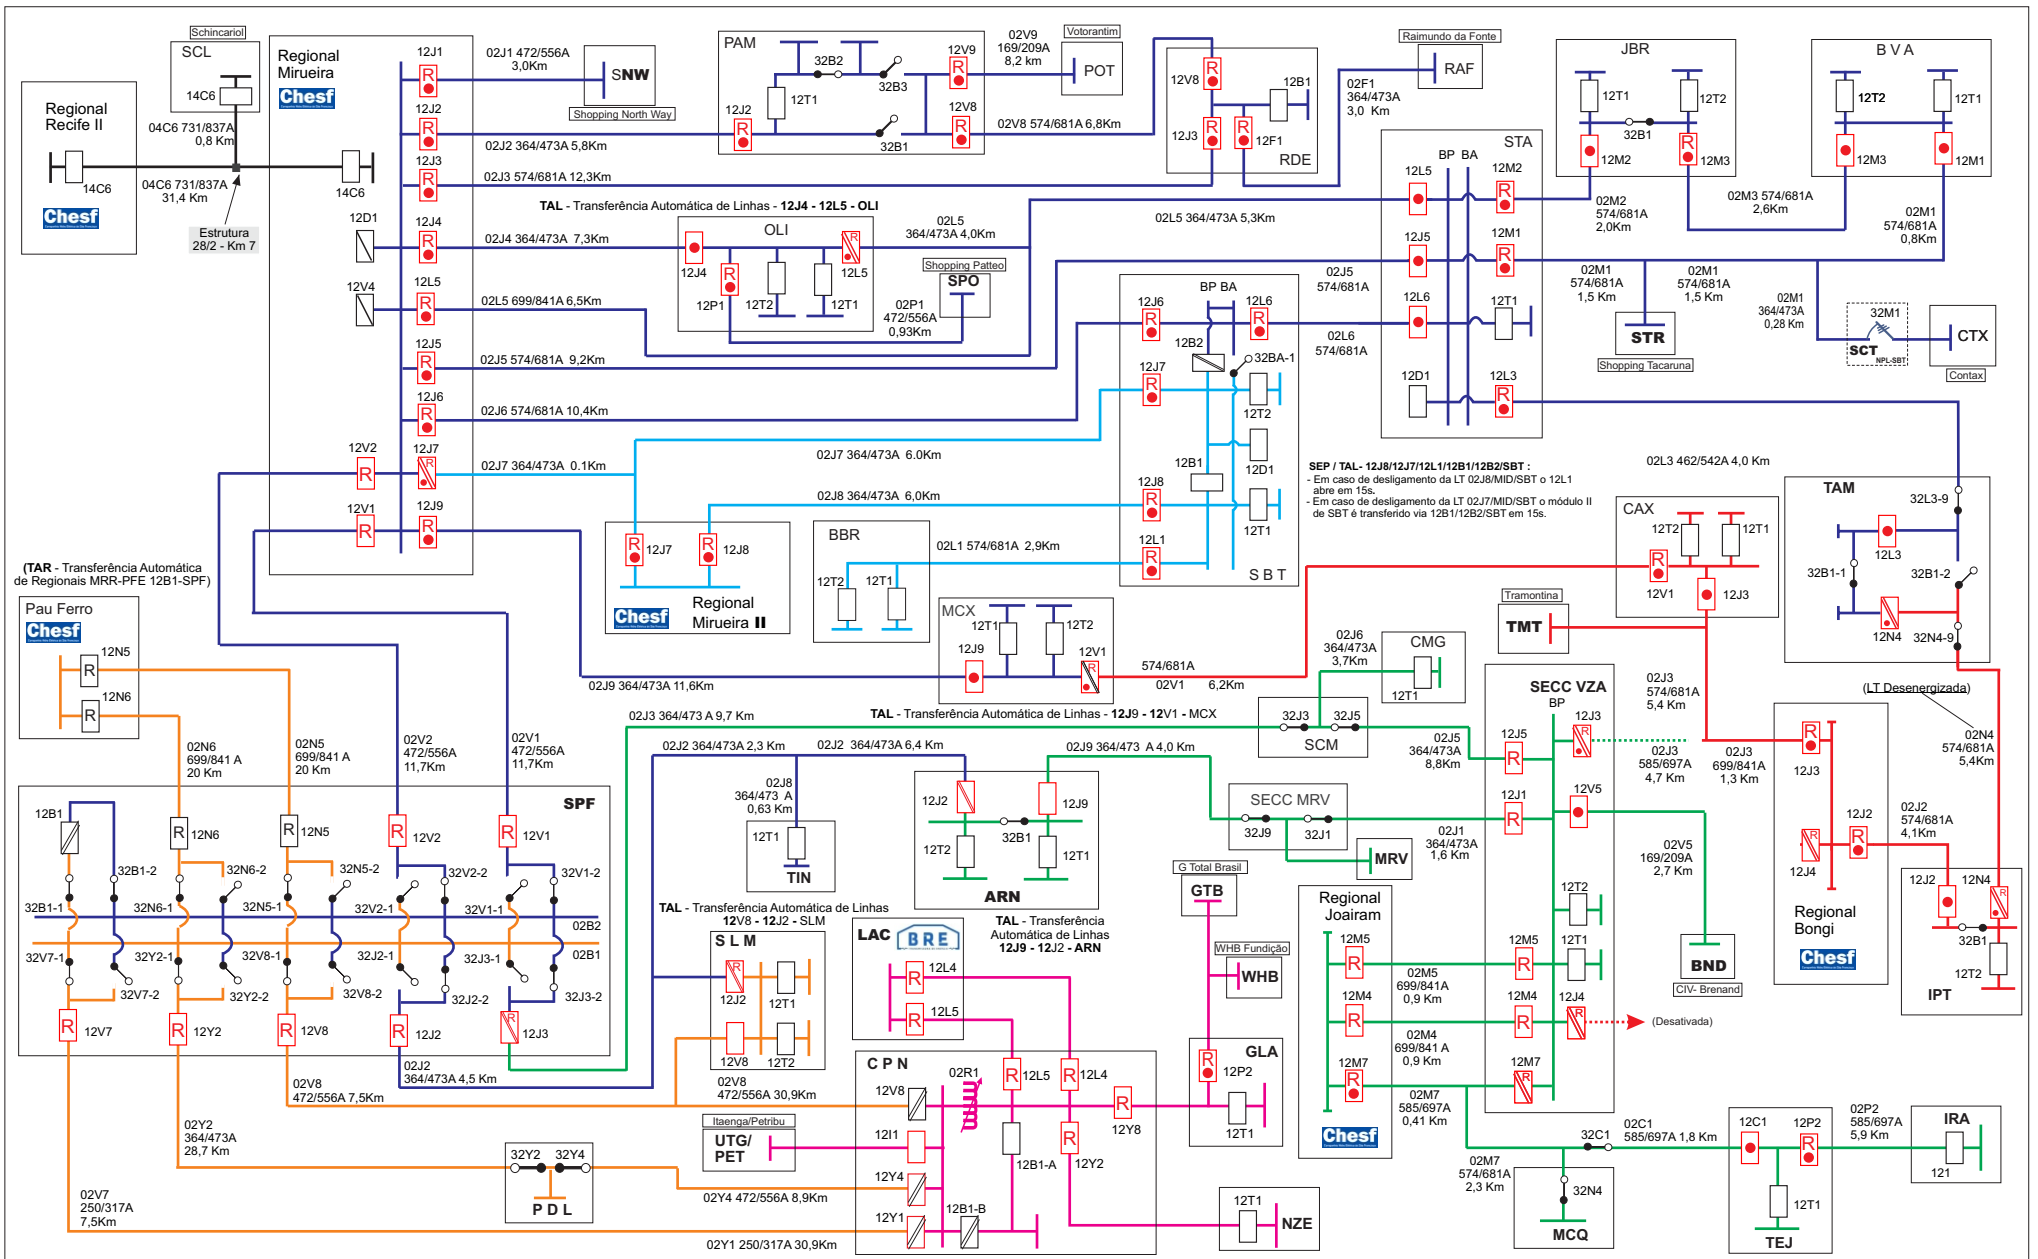 Schincariol
SCL
14C6
Regional
Recife II
04C6 731/837A
0,8 Km
14C6
Chesf
04C6 731/837A
31,4 Km
14C6
Estrutura
28/2 - Km 7
Regional
Mirueira
Chesf
12J1
R
02J1 472/556A
3,0Km
SNW
Shopping North Way
12J2
R
02J2 364/473A 5,8Km
12J3
R
02J3 574/681A 12,3Km
12D1
12J4
R
02J4 364/473A 7,3Km
12V4
12L5
R
02L5 699/841A 6,5Km
12J5
R
02J5 574/681A 9,2Km
12J6
R
02J6 574/681A 10,4Km
12V2
R
12J7
R
02J7 364/473A 0.1Km
12V1
R
12J9
R
PAM
32B2
32B3
12T1
12J2
R
32B1
12V9
R
12V8
R
02V9
169/209A
8,2 km
Votorantim
POT
02V8 574/681A 6,8Km
12V8
R
12B1
12J3
R
R
12F1
RDE
02F1
364/473A
3,0 Km
Raimundo da Fonte
RAF
TAL - Transferência Automática de Linhas - 12J4 - 12L5 - OLI
OLI
12J4
R
12P1
12T2
12T1
R
12L5
02L5
364/473A 4,0Km
Shopping Patteo
SPO
02P1
472/556A
0,93Km
02L5 364/473A 5,3Km
STA
BP BA
12L5
12M2
R
12J5
12M1
R
12L6
12T1
12D1
12L3
R
02J5
574/681A
02L6
574/681A
JBR
12T1
12T2
32B1
12M2
R
12M3
02M2
574/681A
2,0Km
02M3 574/681A
2,6Km
B V A
12T2
12T1
12M3
12M1
02M1
574/681A
0,8Km
02M1
574/681A
1,5 Km
02M1
574/681A
1,5 Km
STR
Shopping Tacaruna
02M1
364/473A
0,28 Km
32M1
SCT
NPL-SBT
CTX
Contax
BP BA
12J6
R
12L6
R
12B2
32BA-1
12J7
R
12T2
12D1
12B1
12J8
R
12T1
12L1
R
S B T
02J7 364/473A 6.0Km
02J8 364/473A 6,0Km
R
12J7
R
12J8
Chesf
Regional
Mirueira II
BBR
12T2
12T1
02L1 574/681A 2,9Km
SEP / TAL- 12J8/12J7/12L1/12B1/12B2/SBT :
- Em caso de desligamento da LT 02J8/MID/SBT o 12L1
abre em 15s.
- Em caso de desligamento da LT 02J7/MID/SBT o módulo II
de SBT é transferido via 12B1/12B2/SBT em 15s.
02L3 462/542A 4,0 KM
CAX
12T2
12T1
R
12V1
12J3
TAM
32L3-9
12L3
32B1-1
32B1-2
R
12N4
32N4-9
(TAR - Transferência Automática
de Regionais MRR-PFE 12B1-SPF)
Pau Ferro
Chesf
12N5
R
12N6
R
02N6
699/841 A
20 Km
02N5
699/841 A
20 Km
02V2
472/556A
11,7Km
02V1
472/556A
11,7Km
02J9 364/473A 11,6Km
MCX
12T1
12T2
12J9
12V1
R
574/681A
02V1 6,2Km
TAL - Transferência Automática de Linhas - 12J9 - 12V1 - MCX
02J6
364/473A
3,7Km
CMG
12T1
32J3
32J5
SCM
02J5
364/473A
8,8Km
Tramontina
TMT
02J3
574/681A
5,4 Km
(LT Desenergizada)
02N4
574/681A
5,4Km
02J3 364/473 A 9,7 Km
02J2 364/473A 2,3 Km
02J2 364/473A 6,4 Km
02J9 364/473 A 4,0 Km
02J8
364/473 A
0,63 Km
12T1
TIN
ARN
12J2
12J9
12T2
32B1
12T1
SECC MRV
32J9
32J1
MRV
02J1
364/473A
1,6 Km
SECC VZA
BP
12J5
R
12J3
R
12J1
R
12V5
02J3
585/697A
4,7 Km
02J3
699/841A
1,3 Km
02V5
169/209A
2,7 Km
BND
CIV- Brenand
12T2
12T1
12M5
R
12M4
R
12J4
R
(Desativada)
12M7
R
R
12J3
12J2
R
R
12J4
Regional
Bongi
Chesf
02J2
574/681A
4,1Km
12J2
12N4
R
32B1
12T2
IPT
SPF
12B1
R
12N6
R
12N5
R
12V2
R
12V1
32B1-2
32N6-2
32N5-2
32V2-2
32V1-2
32B1-1
32N6-1
32N5-1
32V2-1
32V1-1
02B2
02B1
32V7-1
32Y2-1
32V8-1
32J2-1
32J3-1
32V7-2
32Y2-2
32V8-2
32J2-2
32J3-2
R
12V7
R
12Y2
R
12V8
R
12J2
R
12J3
02J2
364/473A 4,5 Km
02V8
472/556A 7,5Km
02Y2
364/473A
28,7 Km
02V7
250/317A
7,5Km
TAL - Transferência Automática de Linhas
12V8 - 12J2 - SLM
S L M
R
12J2
12T1
12V8
12T2
02V8
472/556A 30,9Km
TAL - Transferência
Automática de Linhas
12J9 - 12J2 - ARN
LAC
BRE
R
12L4
R
12L5
G Total Brasil
GTB
WHB Fundição
WHB
Regional
Joairam
12M5
R
12M4
R
12M7
R
Chesf
02M5
699/841A
0,9 Km
02M4
699/841 A
0,9 Km
02M7
585/697A
0,41 Km
GLA
R
12P2
12T1
C P N
12V8
02R1
R
12L5
R
12L4
R
12Y8
12I1
12B1-A
R
12Y2
12Y4
12Y1
12B1-B
Itaenga/Petribu
UTG/
PET
32Y2
32Y4
P D L
02Y4 472/556A 8,9Km
02Y1 250/317A 30,9Km
12T1
NZE
02M7
574/681A
2,3 Km
32C1
02C1
585/697A 1,8 Km
32N4
MCQ
12C1
12P2
R
12T1
TEJ
02P2
585/697A
5,9 Km
IRA
121